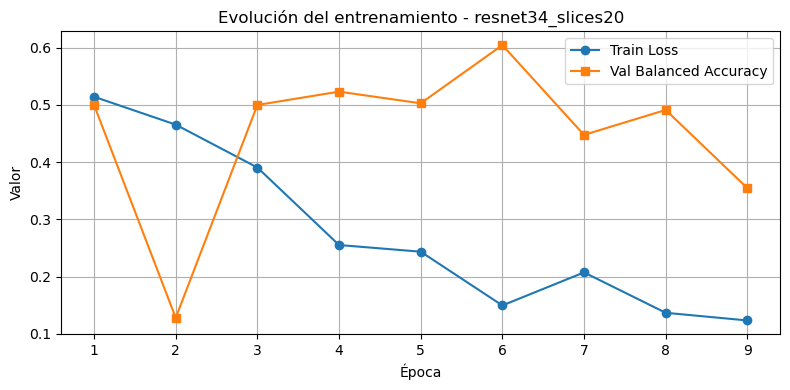 Evolución del entrenamiento - resnet34_slices20
Train Loss
Val Balanced Accuracy
Valor
0.6
0.5
0.4
0.3
0.2
0.1
1 2 3 4 5 6 7 8 9
Época